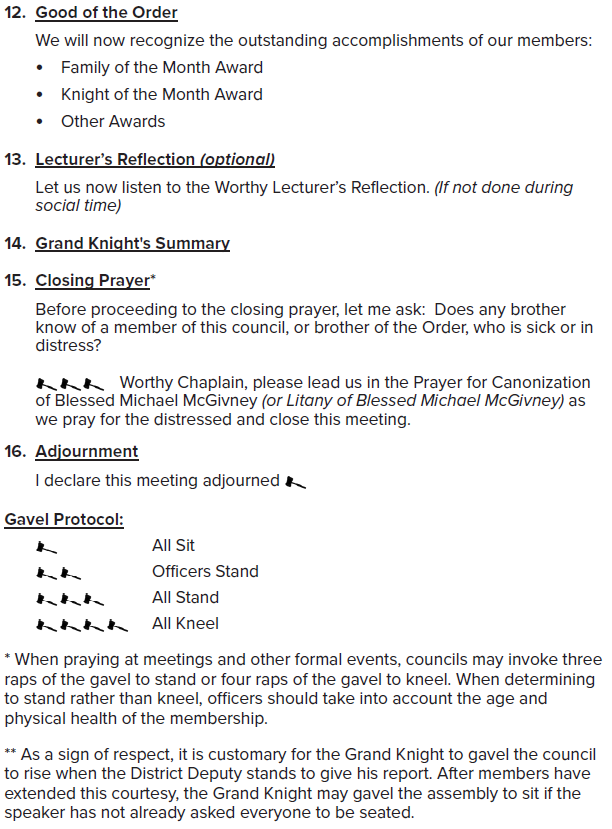 12. Good of the Order
We will now recognize the outstanding accomplishments of our members:
• Family of the Month Award
• Knight of the Month Award
• Other Awards
13. Lecturer’s Reflection (optional)
Let us now listen to the Worthy Lecturer’s Reflection. (If not done during
social time)
14. Grand Knight's Summary
15. Closing Prayer*
Before proceeding to the closing prayer, let me ask:  Does any brother
know of a member of this council, or brother of the Order, who is sick or in
distress?
Worthy Chaplain, please lead us in the Prayer for Canonization
of Blessed Michael McGivney (or Litany of Blessed Michael McGivney) as
we pray for the distressed and close this meeting.
16. Adjournment
I declare this meeting adjourned
Gavel Protocol:
All Sit
Officers Stand
All Stand
All Kneel
* When praying at meetings and other formal events, councils may invoke three
raps of the gavel to stand or four raps of the gavel to kneel. When determining
to stand rather than kneel, officers should take into account the age and
physical health of the membership.
** As a sign of respect, it is customary for the Grand Knight to gavel the council
to rise when the District Deputy stands to give his report. After members have
extended this courtesy, the Grand Knight may gavel the assembly to sit if the
speaker has not already asked everyone to be seated.